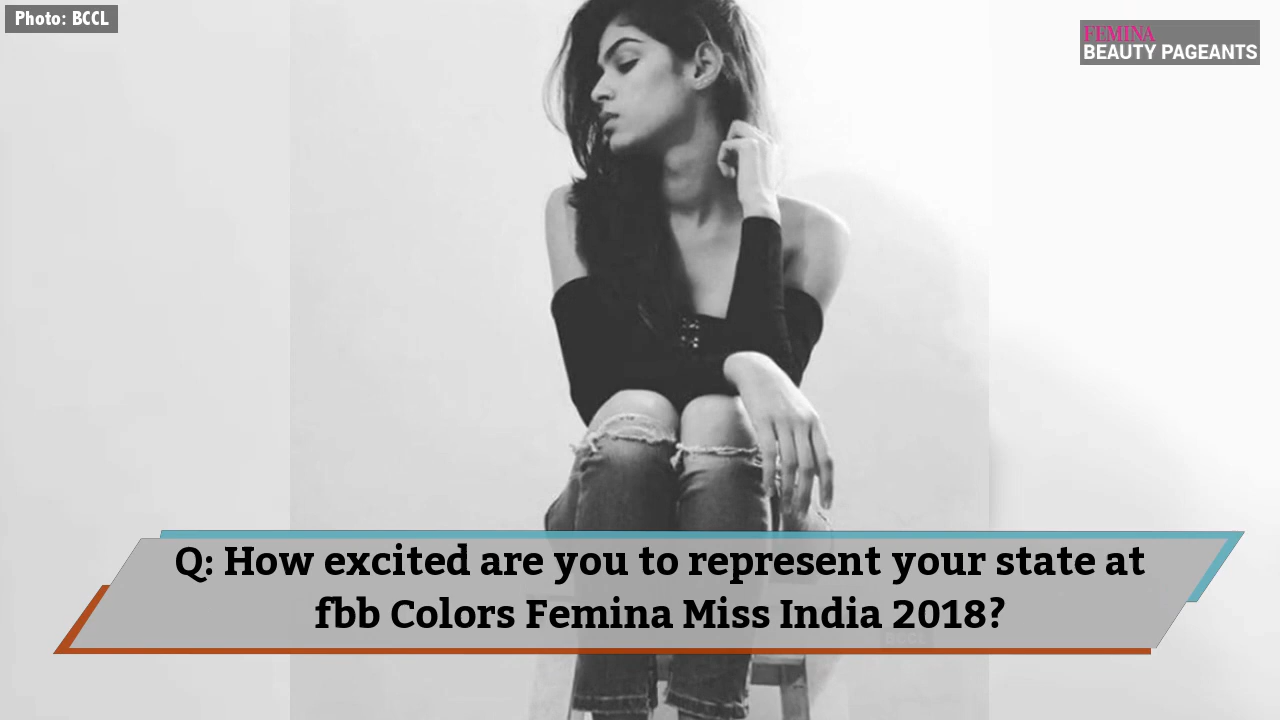 Photo: BCCL
FEMINA
BEAUTY PAGEANTS
Q: How excited are you to represent your state at
fbb Colors Femina Miss India 2018?
BCCL